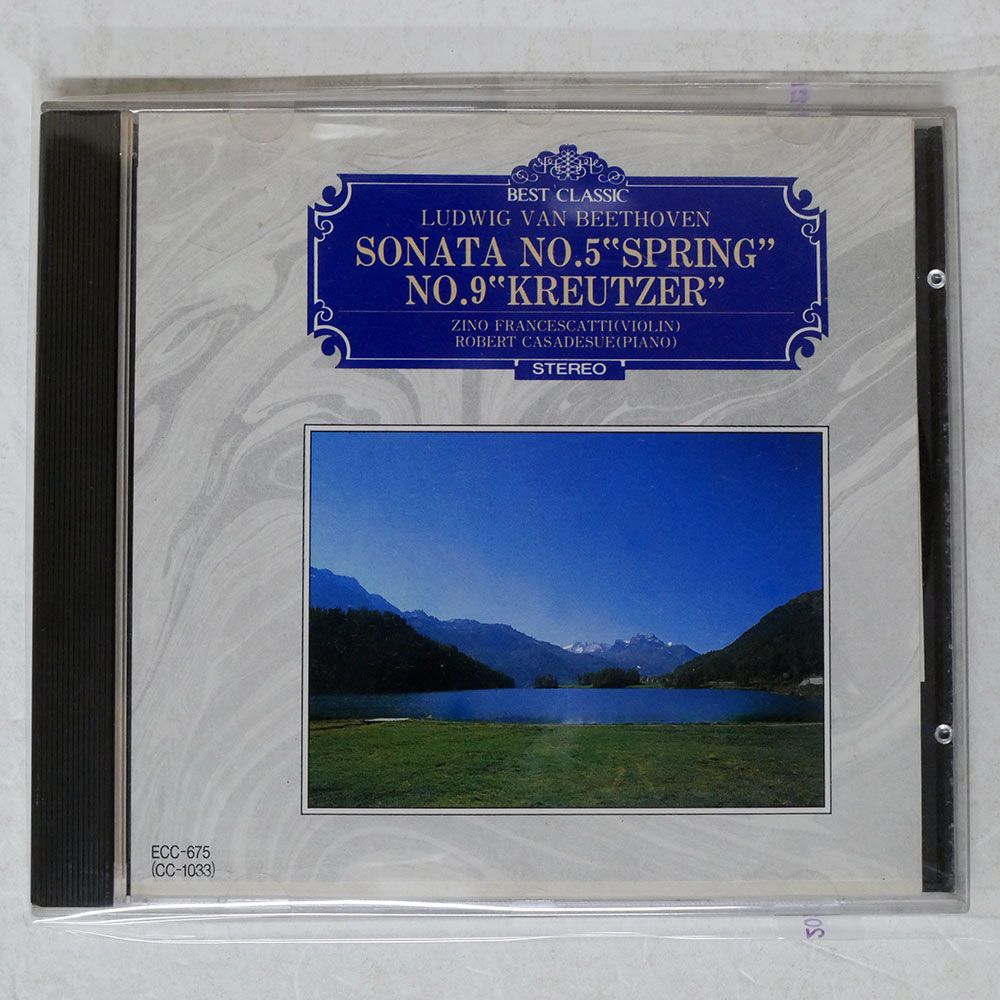 BEST CLASSIC
LUDWIG VAN BEETHOVEN
SONATA NO.5“SPRING”
NO.9“KREUTZER”
ZINO FRANCESCATTI(VIOLIN)
ROBERT CASADESUE(PIANO)
STEREO
ECC-675
(CC-1033)